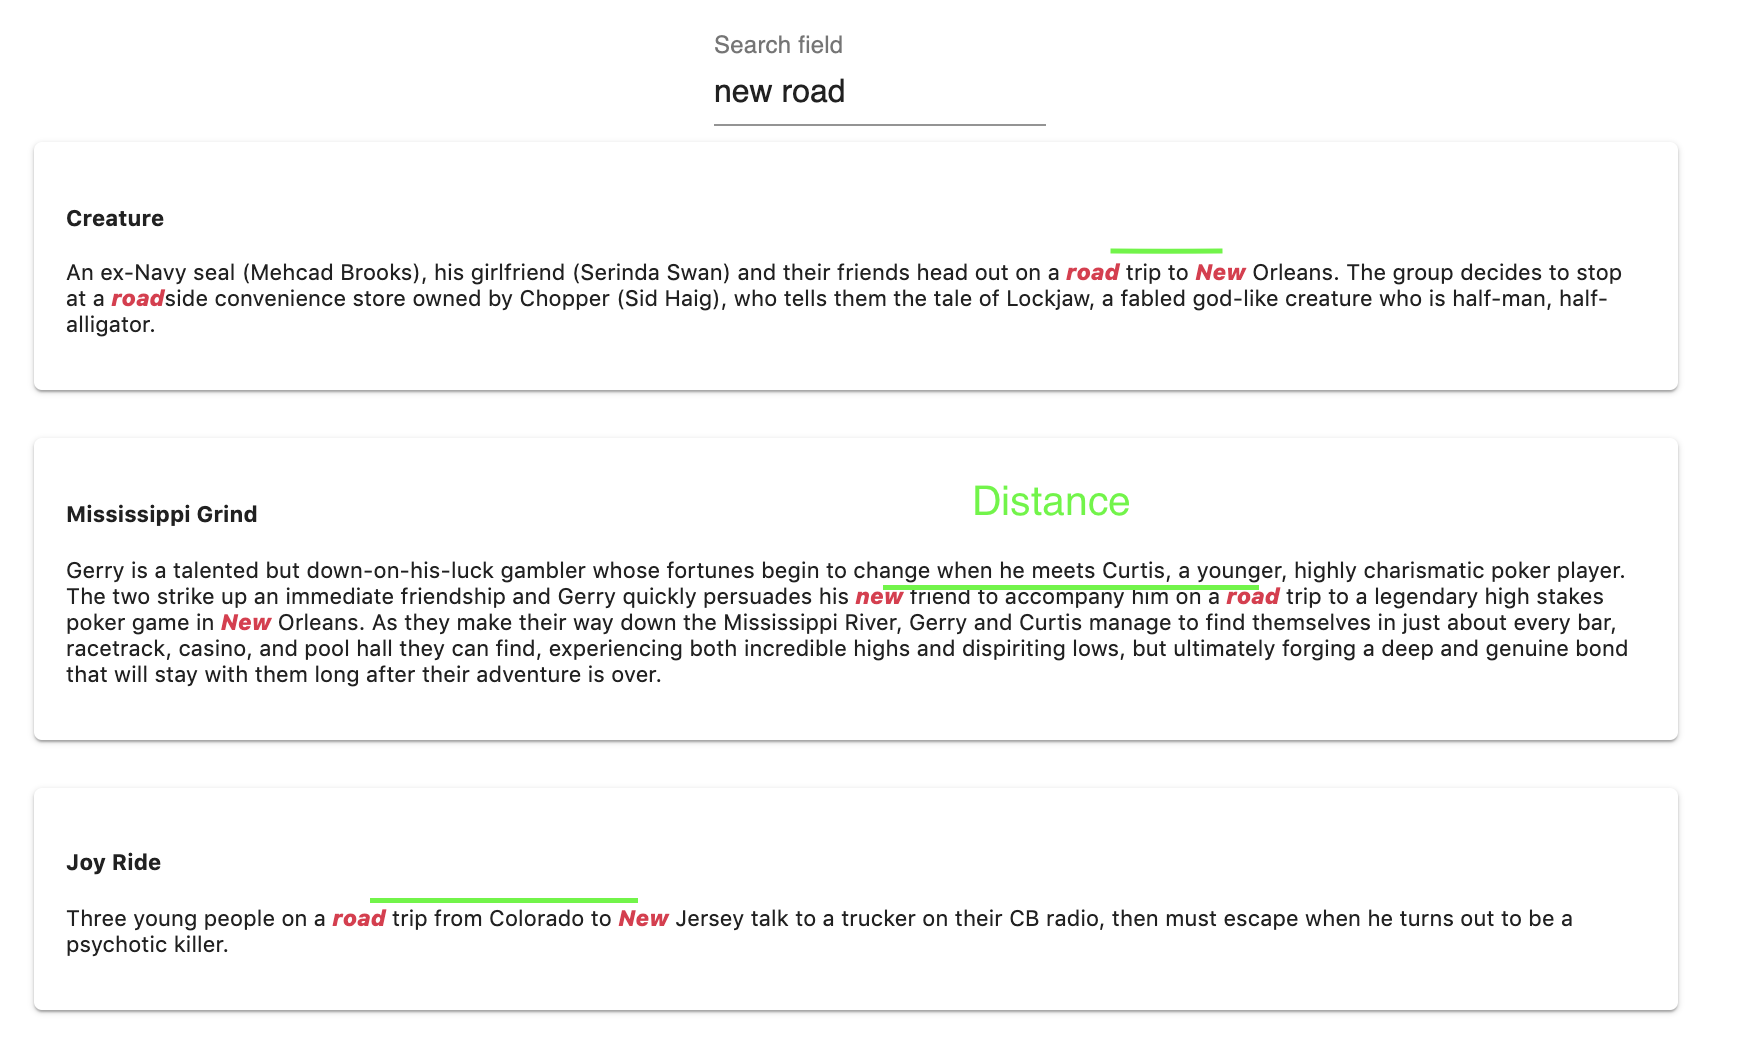 Search field
new road
Creature
An ex-Navy seal (Mehcad Brooks), his girlfriend (Serinda Swan) and their friends head out on a road trip to New Orleans. The group decides to stop
at a roadside convenience store owned by Chopper (Sid Haig), who tells them the tale of Lockjaw, a fabled god-like creature who is half-man, half-
alligator.
Distance
Mississippi Grind
Gerry is a talented but down-on-his-luck gambler whose fortunes begin to change when he meets Curtis, a younger, highly charismatic poker player.
The two strike up an immediate friendship and Gerry quickly persuades his new friend to accompany him on a road trip to a legendary high stakes
poker game in New Orleans. As they make their way down the Mississippi River, Gerry and Curtis manage to find themselves in just about every bar,
racetrack, casino, and pool hall they can find, experiencing both incredible highs and dispiriting lows, but ultimately forging a deep and genuine bond
that will stay with them long after their adventure is over.
Joy Ride
Three young people on a road trip from Colorado to New Jersey talk to a trucker on their CB radio, then must escape when he turns out to be a
psychotic killer.